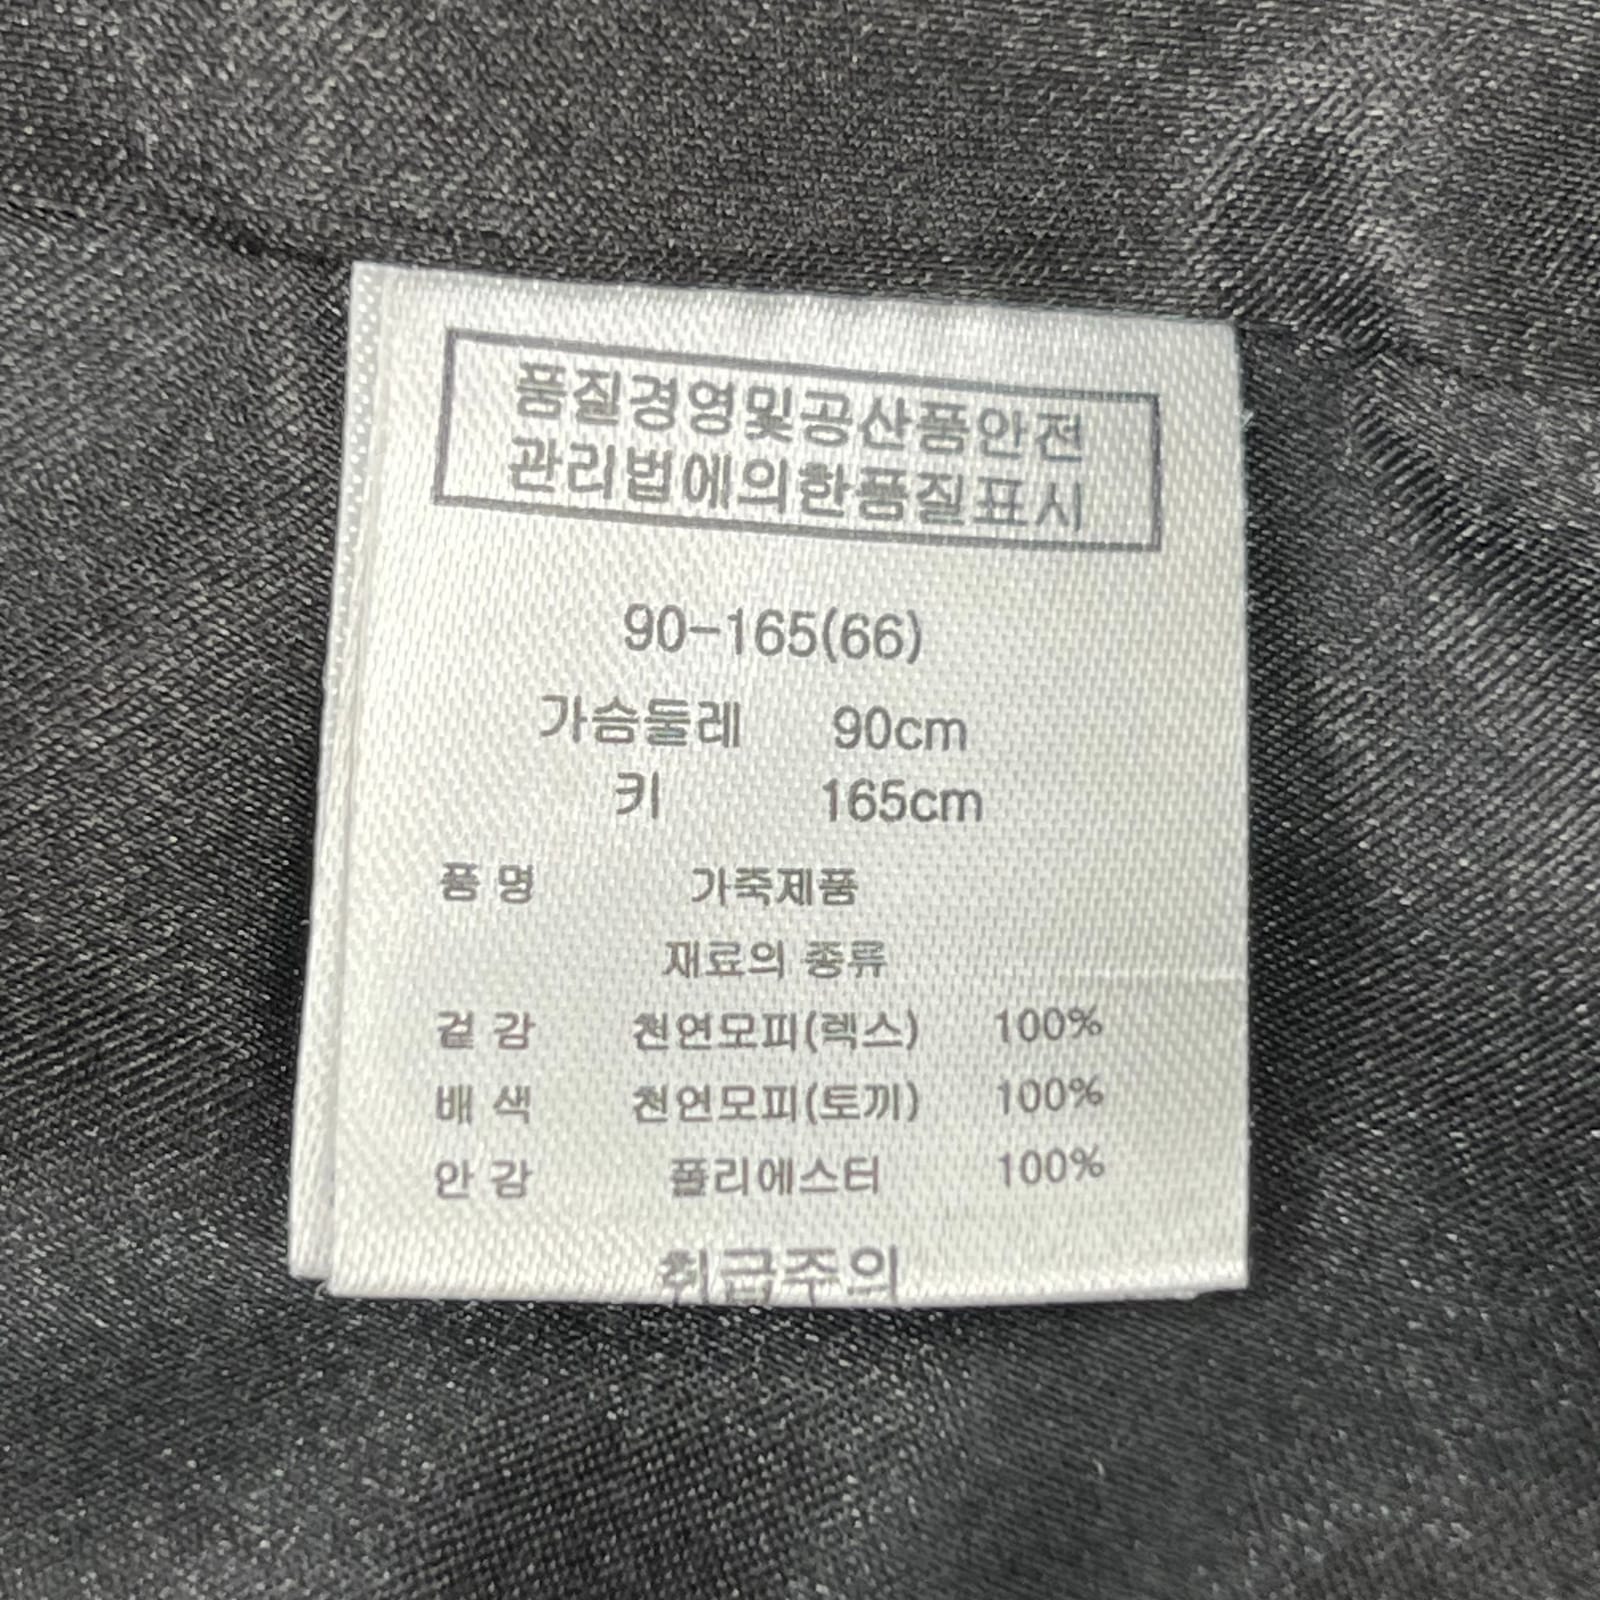 품질경영및공산품안전
관리법에의한품질표시
90-165(66)
가슴둘레 90cm
키 165cm
품 명 가죽제품
재료의 종류
겉 감 천연모피(렉스) 100%
배 색 천연모피(토끼) 100%
안 감 폴리에스터 100%
취급주의